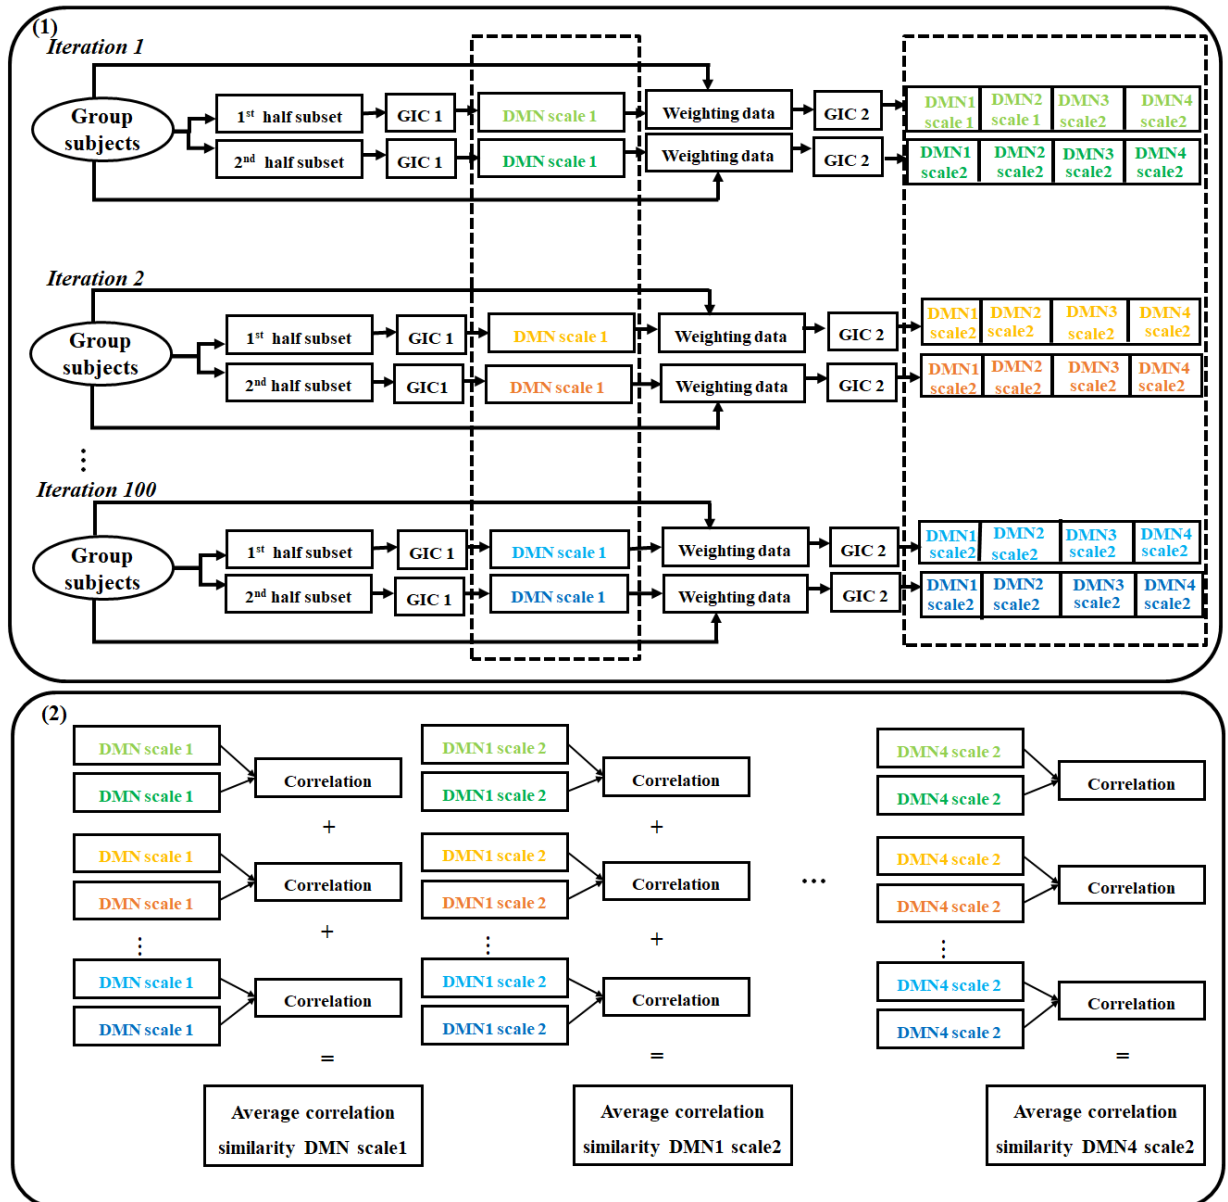 (1)
Iteration 1
Group
subjects
1st half subset
GIC 1
DMN scale 1
Weighting data
GIC 2
DMN1
scale 1
DMN2
scale 1
DMN3
scale2
DMN4
scale2
2nd half subset
GIC 1
DMN scale 1
Weighting data
GIC 2
DMN1
scale2
DMN2
scale2
DMN3
scale2
DMN4
scale2
Iteration 2
Group
subjects
1st half subset
GIC 1
DMN scale 1
Weighting data
GIC 2
DMN1
scale2
DMN2
scale2
DMN3
scale2
DMN4
scale2
2nd half subset
GIC1
DMN scale 1
Weighting data
GIC 2
DMN1
scale2
DMN2
scale2
DMN3
scale2
DMN4
scale2
⋮
Iteration 100
Group
subjects
1st half subset
GIC 1
DMN scale 1
Weighting data
GIC 2
DMN1
scale2
DMN2
scale2
DMN3
scale2
DMN4
scale2
2nd half subset
GIC 1
DMN scale 1
Weighting data
GIC 2
DMN1
scale2
DMN2
scale2
DMN3
scale2
DMN4
scale2
(2)
DMN scale 1
DMN scale 1
Correlation
+
DMN scale 1
DMN scale 1
Correlation
+
⋮
DMN scale 1
DMN scale 1
Correlation
=
Average correlation
similarity DMN scale1
DMN1 scale 2
DMN1 scale 2
Correlation
+
DMN1 scale 2
DMN1 scale 2
Correlation
+
⋮
DMN1 scale 2
DMN1 scale 2
Correlation
=
Average correlation
similarity DMN1 scale2
...
DMN4 scale 2
DMN4 scale 2
Correlation
DMN4 scale 2
DMN4 scale 2
Correlation
⋮
DMN4 scale 2
DMN4 scale 2
Correlation
=
Average correlation
similarity DMN4 scale2